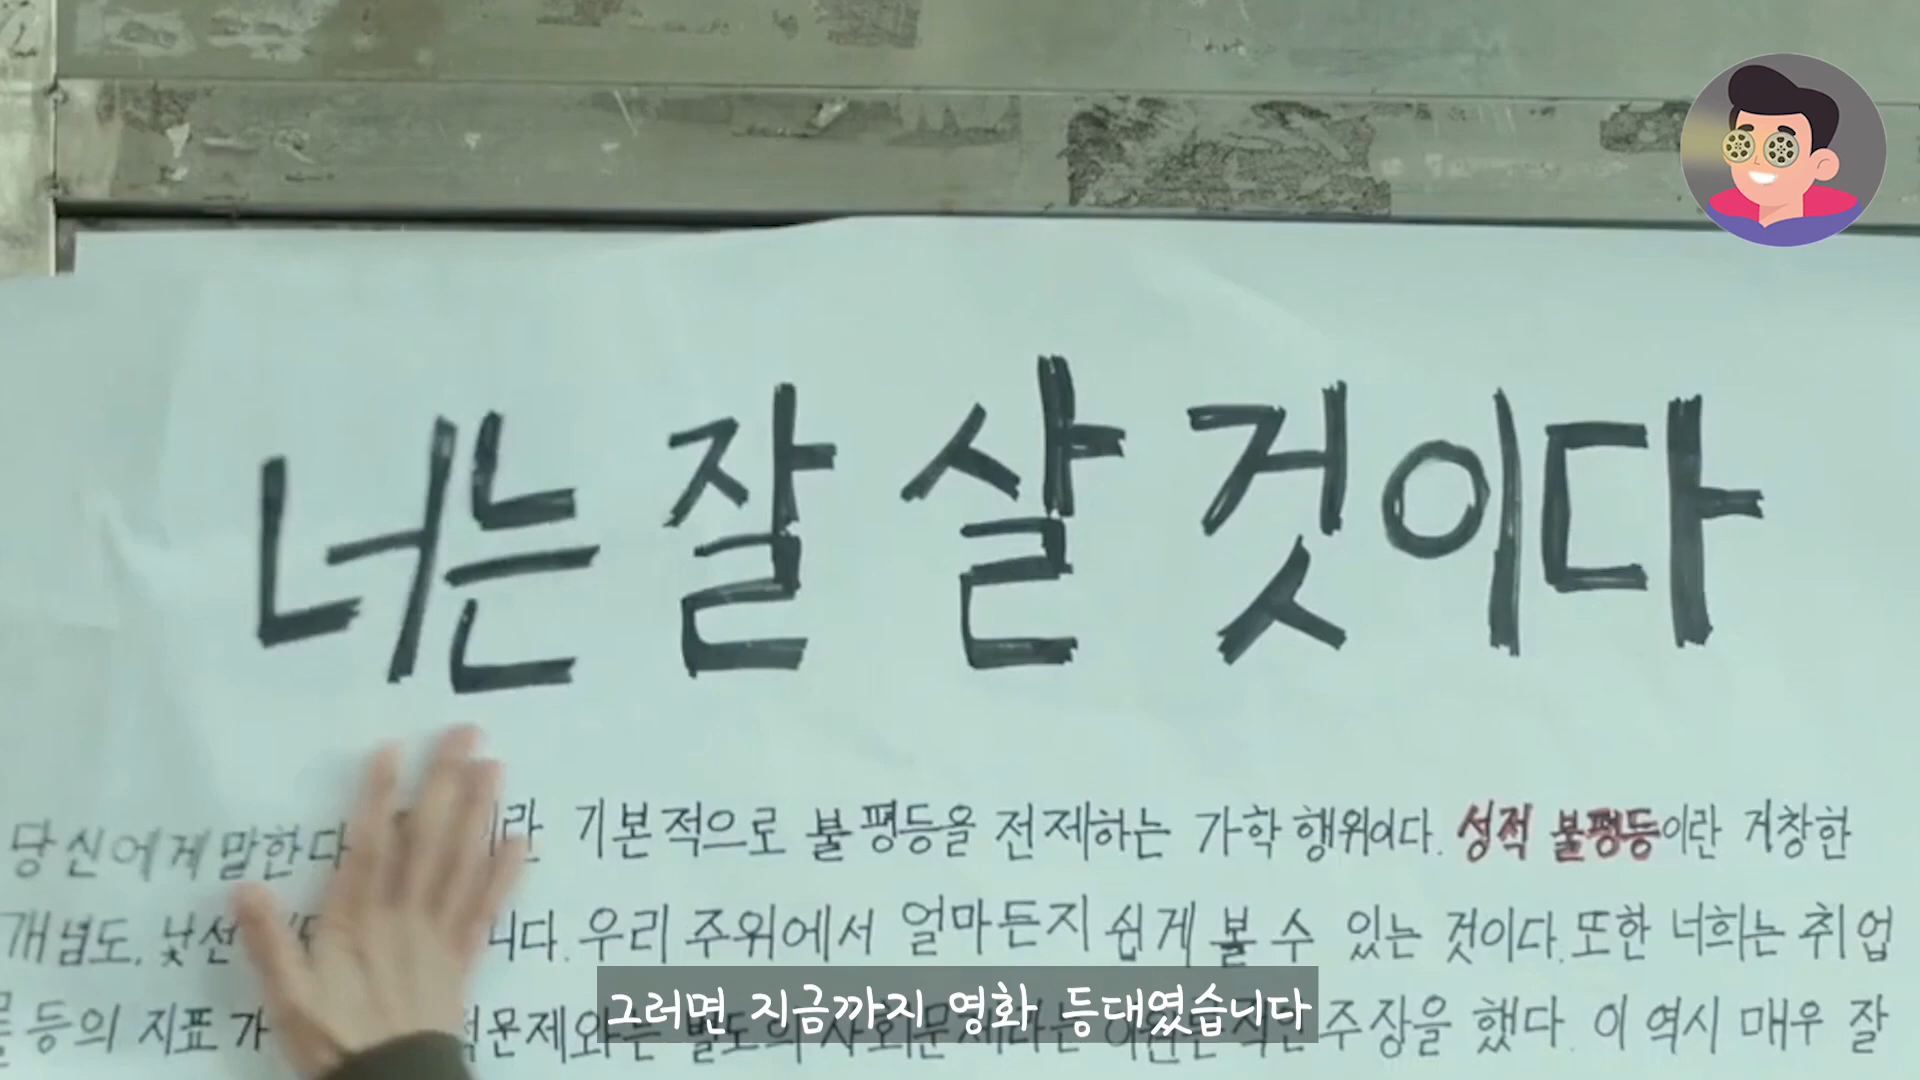 너는 잘 살 것이다
당신에게 말한다 기본적으로 불평등을 전제하는 가학 행위이다. 성적 불평등이란 거창한
개념도, 낯선 니다. 우리 주위에서 얼마든지 쉽게 볼 수 있는 것이다. 또한 너희는 취업
등의 지표가 주장을 했다. 이 역시 매우 잘
그러면 지금까지 영화 등대였습니다